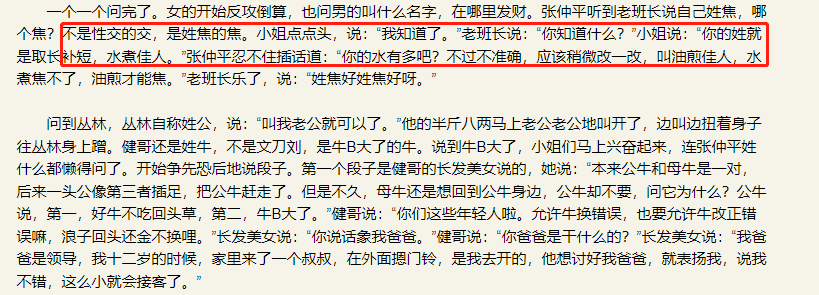 一个一个问完了。女的开始反攻倒算，也问男的叫什么名字，在哪里发财。张仲平听到老班长说自己姓焦，哪
个焦？不是性交的交，是姓焦的焦。小姐点点头，说：“我知道了。”老班长说：“你知道什么？”小姐说：“你的姓就
是取长补短，水煮佳人。”张仲平忍不住插话道：“你的水有多吧？不过不准确，应该稍微改一改，叫油煎佳人，水
煮焦不了，油煎才能焦。”老班长乐了，说：“姓焦好姓焦好呀。”
问到丛林，丛林自称姓公，说：“叫我老公就可以了。”他的半斤八两马上老公老公地叫开了，边叫边扭着身子
往丛林身上蹭。健哥还是姓牛，不是文刀刘，是牛B大了的牛。说到牛B大了，小姐们马上兴奋起来，连张仲平姓
什么都懒得问了。开始争先恐后地说段子。第一个段子是健哥的长发美女说的，她说：“本来公牛和母牛是一对，
后来一头公像第三者插足，把公牛赶走了。但是不久，母牛还是想回到公牛身边，公牛却不要，问它为什么？公牛
说，第一，好牛不吃回头草，第二，牛B大了。”健哥说：“你们这些年轻人啦。允许牛换错误，也要允许牛改正错
误嘛，浪子回头还金不换哩。”长发美女说：“你说话象我爸爸。”健哥说：“你爸爸是干什么的？”长发美女说：“我爸
爸是领导，我十二岁的时候，家里来了一个叔叔，在外面摁门铃，是我去开的，他想讨好我爸爸，就表扬我，说我
不错，这么小就会接客了。”